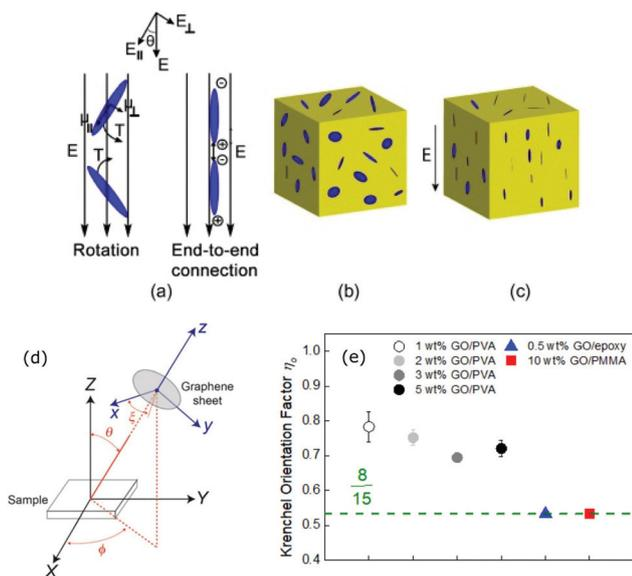 E∥ θ E⊥
E
μ∥ μ⊥
T
E
T
Rotation
⊖
⊕
⊖
E
⊕
End-to-end
connection
(a)
(b)
E
(c)
(d)
z
Graphene
sheet
x
ξ
y
Z
θ
Sample
Y
ϕ
X
(e)
1 wt% GO/PVA
2 wt% GO/PVA
3 wt% GO/PVA
5 wt% GO/PVA
0.5 wt% GO/epoxy
10 wt% GO/PMMA
Krenchel Orientation Factor ηₒ
1.0
0.9
0.8
0.7
0.6
0.5
0.4
8
15